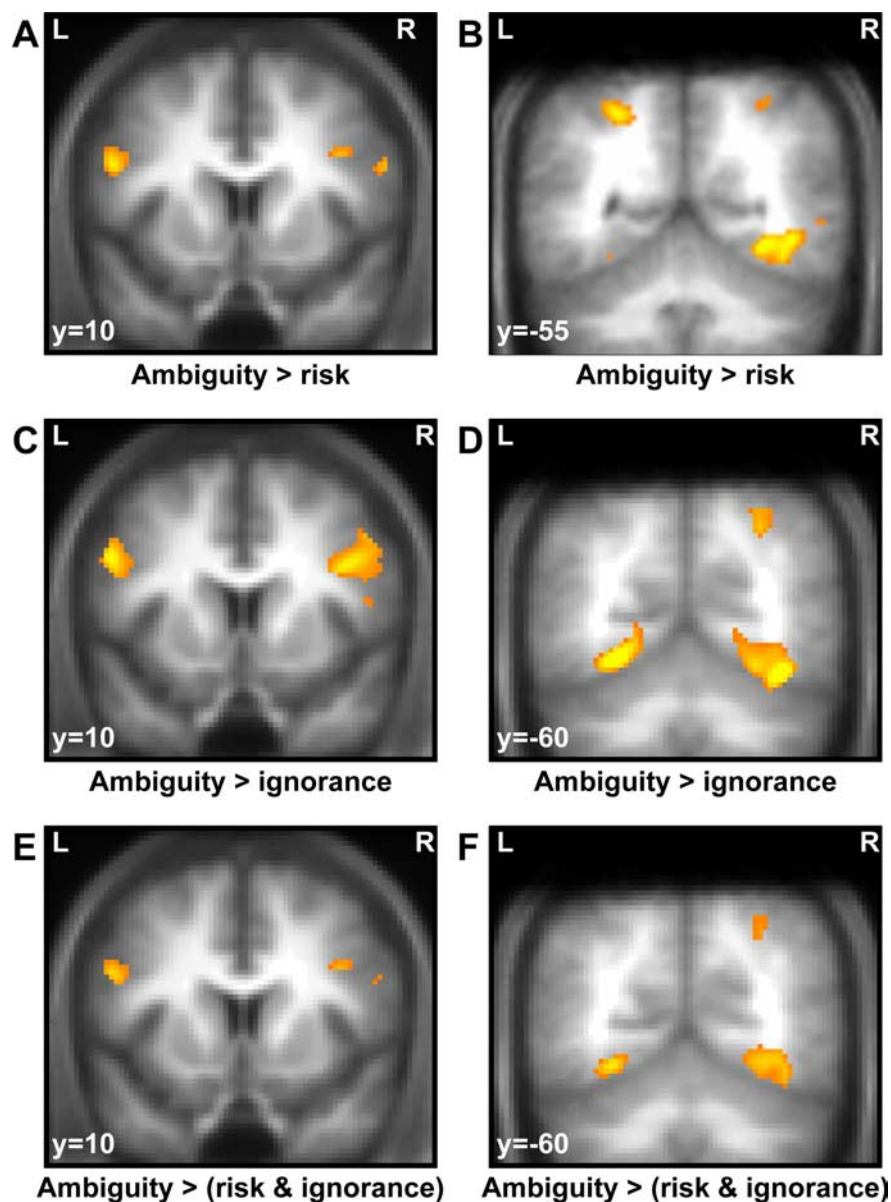 A L R B L R
y=10 y=-55
Ambiguity > risk Ambiguity > risk
C L R D L R
y=10 y=-60
Ambiguity > ignorance Ambiguity > ignorance
E L R F L R
y=10 y=-60
Ambiguity > (risk & ignorance) Ambiguity > (risk & ignorance)